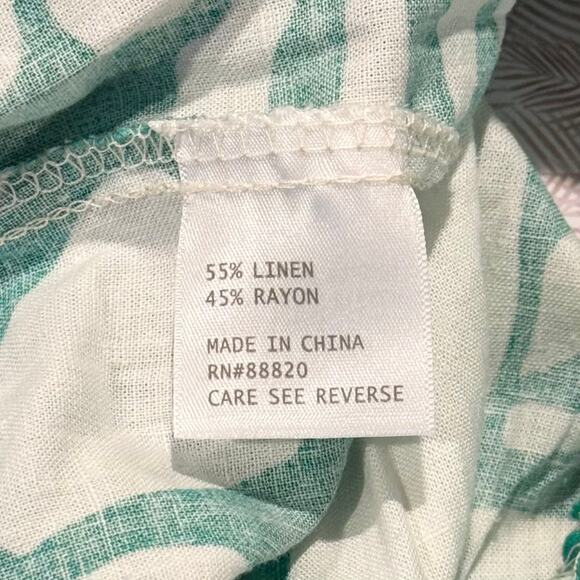 55% LINEN
45% RAYON
MADE IN CHINA
RN#88820
CARE SEE REVERSE